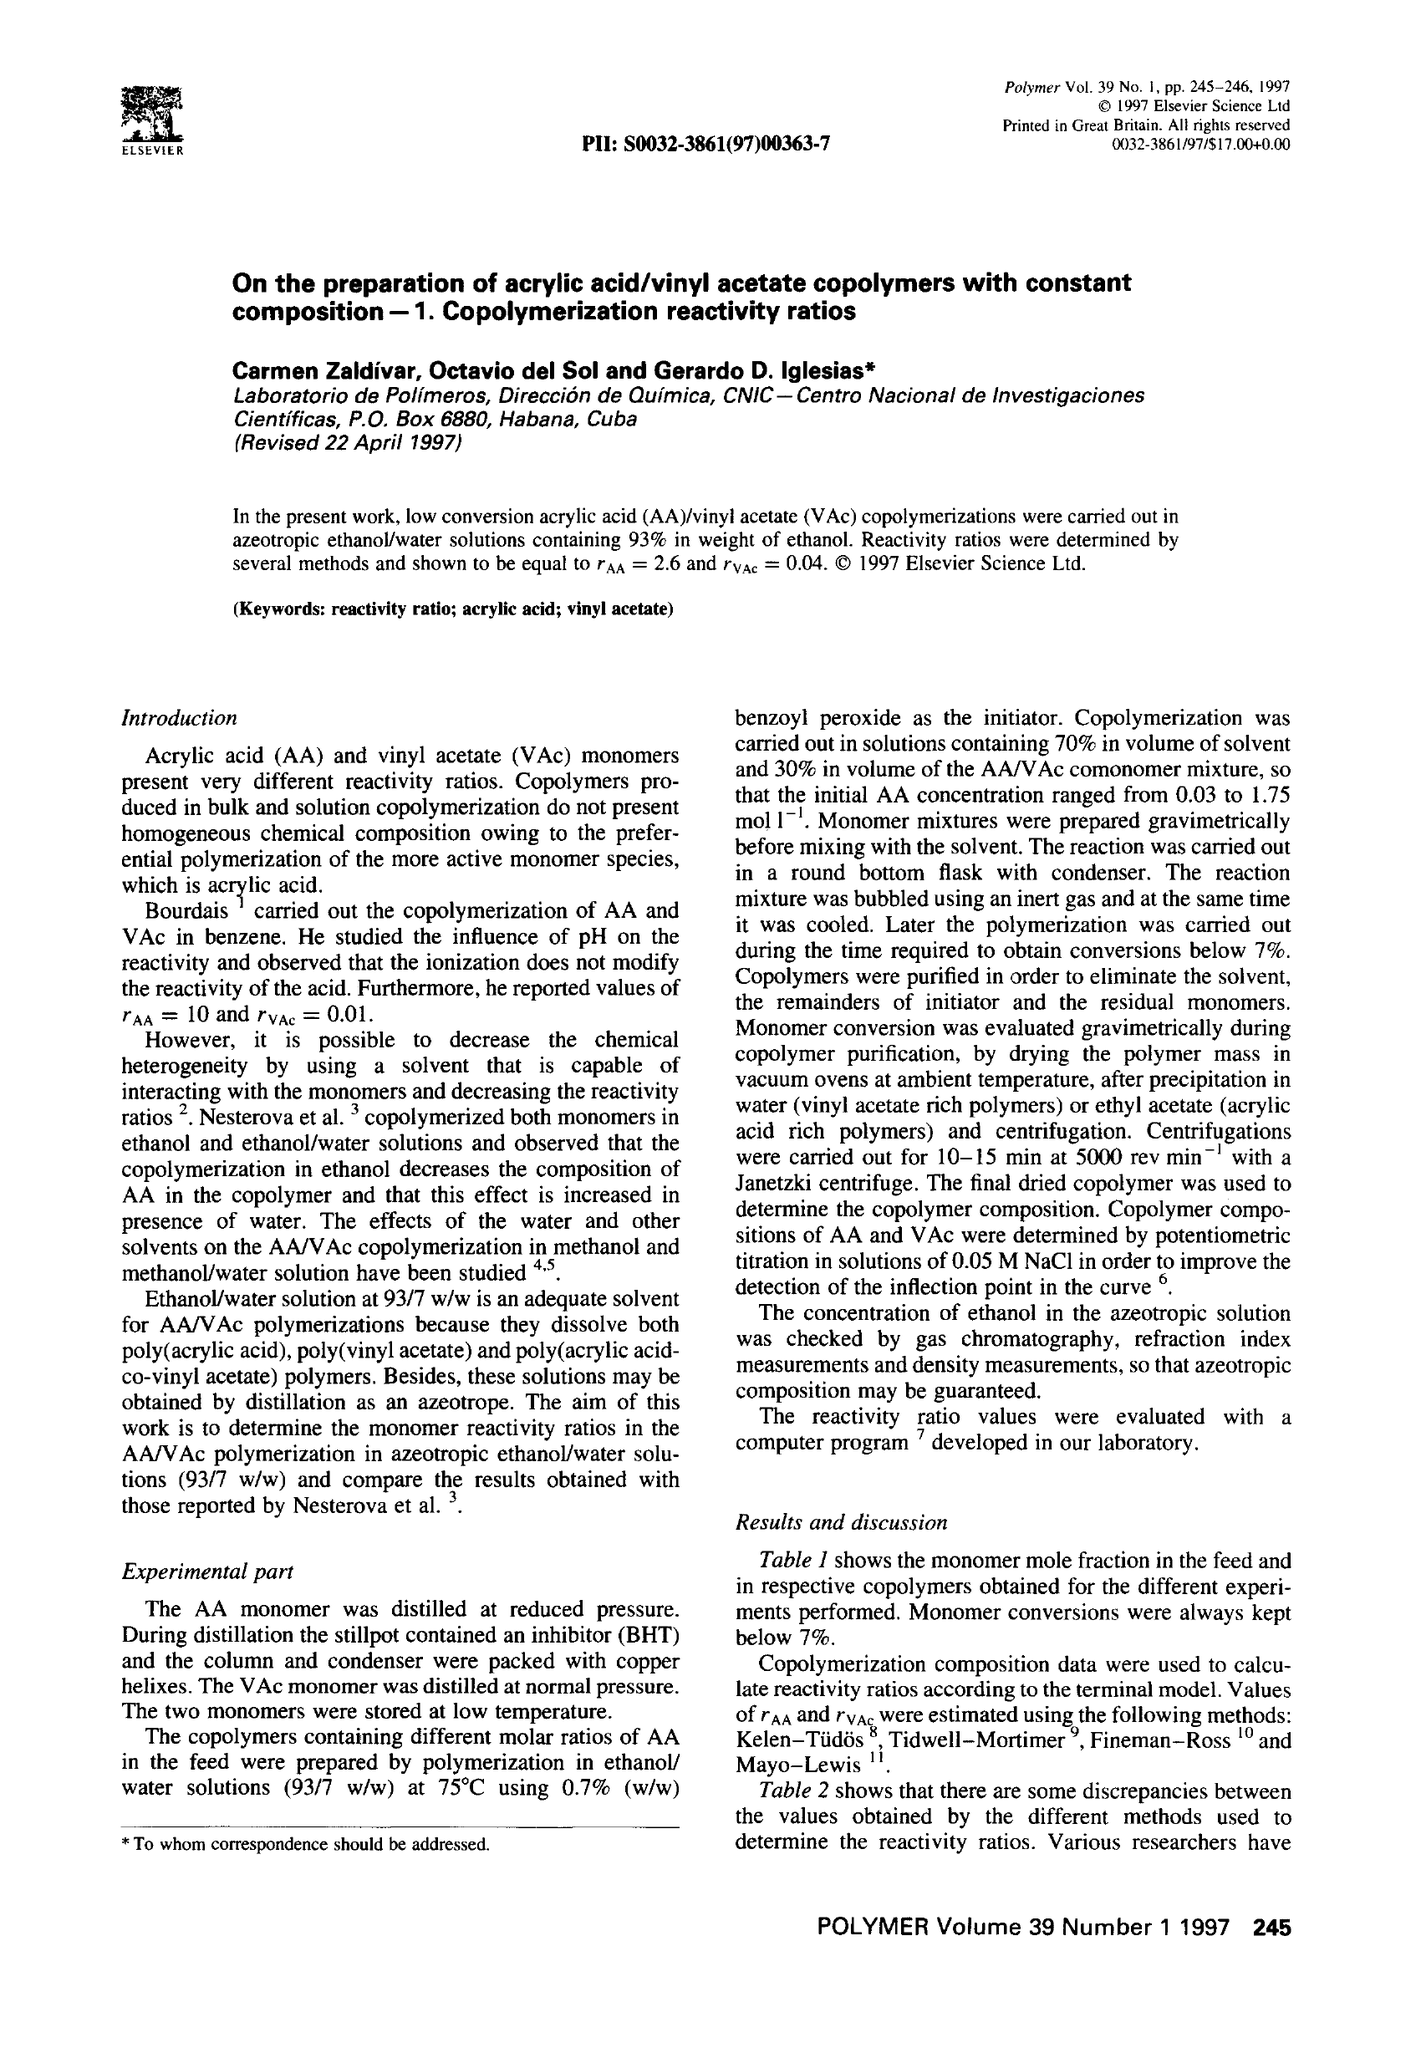 ELSEVIER
PII: S0032-3861(97)00363-7
Polymer Vol. 39 No. 1, pp. 245–246, 1997
© 1997 Elsevier Science Ltd
Printed in Great Britain. All rights reserved
0032-3861/97/$17.00+0.00
On the preparation of acrylic acid/vinyl acetate copolymers with constant
composition — 1. Copolymerization reactivity ratios
Carmen Zaldívar, Octavio del Sol and Gerardo D. Iglesias*
Laboratorio de Polímeros, Dirección de Química, CNIC — Centro Nacional de Investigaciones
Científicas, P.O. Box 6880, Habana, Cuba
(Revised 22 April 1997)
In the present work, low conversion acrylic acid (AA)/vinyl acetate (VAc) copolymerizations were carried out in
azeotropic ethanol/water solutions containing 93% in weight of ethanol. Reactivity ratios were determined by
several methods and shown to be equal to rAA = 2.6 and rVAc = 0.04. © 1997 Elsevier Science Ltd.
(Keywords: reactivity ratio; acrylic acid; vinyl acetate)
Introduction
Acrylic acid (AA) and vinyl acetate (VAc) monomers
present very different reactivity ratios. Copolymers pro-
duced in bulk and solution copolymerization do not present
homogeneous chemical composition owing to the prefer-
ential polymerization of the more active monomer species,
which is acrylic acid.
Bourdais 1 carried out the copolymerization of AA and
VAc in benzene. He studied the influence of pH on the
reactivity and observed that the ionization does not modify
the reactivity of the acid. Furthermore, he reported values of
rAA = 10 and rVAc = 0.01.
However, it is possible to decrease the chemical
heterogeneity by using a solvent that is capable of
interacting with the monomers and decreasing the reactivity
ratios 2. Nesterova et al. 3 copolymerized both monomers in
ethanol and ethanol/water solutions and observed that the
copolymerization in ethanol decreases the composition of
AA in the copolymer and that this effect is increased in
presence of water. The effects of the water and other
solvents on the AA/VAc copolymerization in methanol and
methanol/water solution have been studied 4,5.
Ethanol/water solution at 93/7 w/w is an adequate solvent
for AA/VAc polymerizations because they dissolve both
poly(acrylic acid), poly(vinyl acetate) and poly(acrylic acid-
co-vinyl acetate) polymers. Besides, these solutions may be
obtained by distillation as an azeotrope. The aim of this
work is to determine the monomer reactivity ratios in the
AA/VAc polymerization in azeotropic ethanol/water solu-
tions (93/7 w/w) and compare the results obtained with
those reported by Nesterova et al. 3.
Experimental part
The AA monomer was distilled at reduced pressure.
During distillation the stillpot contained an inhibitor (BHT)
and the column and condenser were packed with copper
helixes. The VAc monomer was distilled at normal pressure.
The two monomers were stored at low temperature.
The copolymers containing different molar ratios of AA
in the feed were prepared by polymerization in ethanol/
water solutions (93/7 w/w) at 75°C using 0.7% (w/w)
* To whom correspondence should be addressed.
benzoyl peroxide as the initiator. Copolymerization was
carried out in solutions containing 70% in volume of solvent
and 30% in volume of the AA/VAc comonomer mixture, so
that the initial AA concentration ranged from 0.03 to 1.75
mol l−1. Monomer mixtures were prepared gravimetrically
before mixing with the solvent. The reaction was carried out
in a round bottom flask with condenser. The reaction
mixture was bubbled using an inert gas and at the same time
it was cooled. Later the polymerization was carried out
during the time required to obtain conversions below 7%.
Copolymers were purified in order to eliminate the solvent,
the remainders of initiator and the residual monomers.
Monomer conversion was evaluated gravimetrically during
copolymer purification, by drying the polymer mass in
vacuum ovens at ambient temperature, after precipitation in
water (vinyl acetate rich polymers) or ethyl acetate (acrylic
acid rich polymers) and centrifugation. Centrifugations
were carried out for 10–15 min at 5000 rev min−1 with a
Janetzki centrifuge. The final dried copolymer was used to
determine the copolymer composition. Copolymer compo-
sitions of AA and VAc were determined by potentiometric
titration in solutions of 0.05 M NaCl in order to improve the
detection of the inflection point in the curve 6.
The concentration of ethanol in the azeotropic solution
was checked by gas chromatography, refraction index
measurements and density measurements, so that azeotropic
composition may be guaranteed.
The reactivity ratio values were evaluated with a
computer program 7 developed in our laboratory.
Results and discussion
Table 1 shows the monomer mole fraction in the feed and
in respective copolymers obtained for the different experi-
ments performed. Monomer conversions were always kept
below 7%.
Copolymerization composition data were used to calcu-
late reactivity ratios according to the terminal model. Values
of rAA and rVAc were estimated using the following methods:
Kelen–Tüdös 8, Tidwell–Mortimer 9, Fineman–Ross 10 and
Mayo–Lewis 11.
Table 2 shows that there are some discrepancies between
the values obtained by the different methods used to
determine the reactivity ratios. Various researchers have
POLYMER Volume 39 Number 1 1997 245